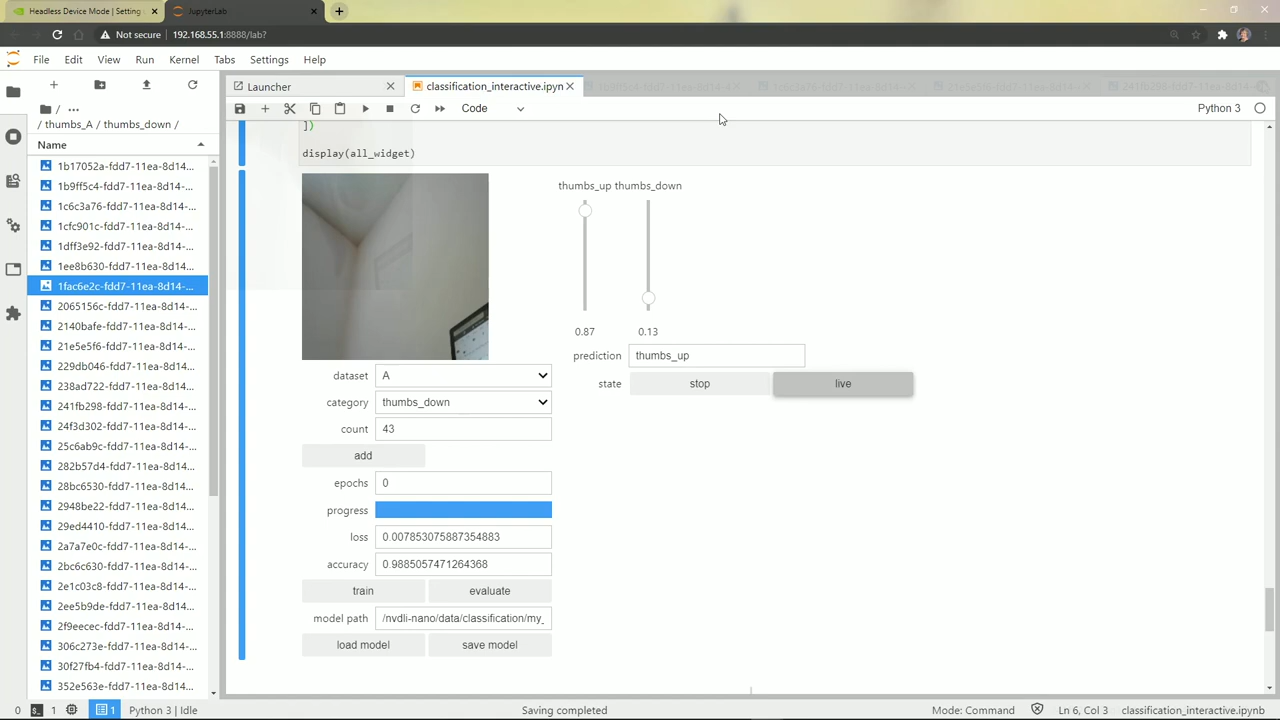 Headless Device Mode | Setting
JupyterLab
Not secure 192.168.55.1:8888/lab?
File Edit View Run Kernel Tabs Settings Help
Launcher
classification_interactive.ipyn
Code
Python 3
/ ...
/ thumbs_A / thumbs_down /
Name
1b17052a-fdd7-11ea-8d14-...
1b9ff5c4-fdd7-11ea-8d14-...
1c6c3a76-fdd7-11ea-8d14-...
1cfc901c-fdd7-11ea-8d14-...
1dff3e92-fdd7-11ea-8d14-...
1ee8b630-fdd7-11ea-8d14-...
1fac6e2c-fdd7-11ea-8d14-...
2065156c-fdd7-11ea-8d14-...
2140bafe-fdd7-11ea-8d14-...
21e5e5f6-fdd7-11ea-8d14-...
229db046-fdd7-11ea-8d14-...
238ad722-fdd7-11ea-8d14-...
241fb298-fdd7-11ea-8d14-...
24f3d302-fdd7-11ea-8d14-...
25c6ab9c-fdd7-11ea-8d14-...
282b57d4-fdd7-11ea-8d14-...
28bc6530-fdd7-11ea-8d14-...
2948be22-fdd7-11ea-8d14-...
29ed4410-fdd7-11ea-8d14-...
2a7a7e0c-fdd7-11ea-8d14-...
2bc6c630-fdd7-11ea-8d14-...
2e1c03c8-fdd7-11ea-8d14-...
2ee5b9de-fdd7-11ea-8d14-...
2f9eecec-fdd7-11ea-8d14-...
306c273e-fdd7-11ea-8d14-...
30f27fb4-fdd7-11ea-8d14-...
352e563e-fdd7-11ea-8d14-...
])
display(all_widget)
thumbs_up thumbs_down
0.87 0.13
prediction thumbs_up
state stop live
dataset A
category thumbs_down
count 43
add
epochs 0
progress
loss 0.007853075887354883
accuracy 0.9885057471264368
train evaluate
model path /nvdli-nano/data/classification/my_
load model save model
0 1 1 Python 3 | Idle
Saving completed
Mode: Command
Ln 6, Col 3
classification_interactive.ipynb